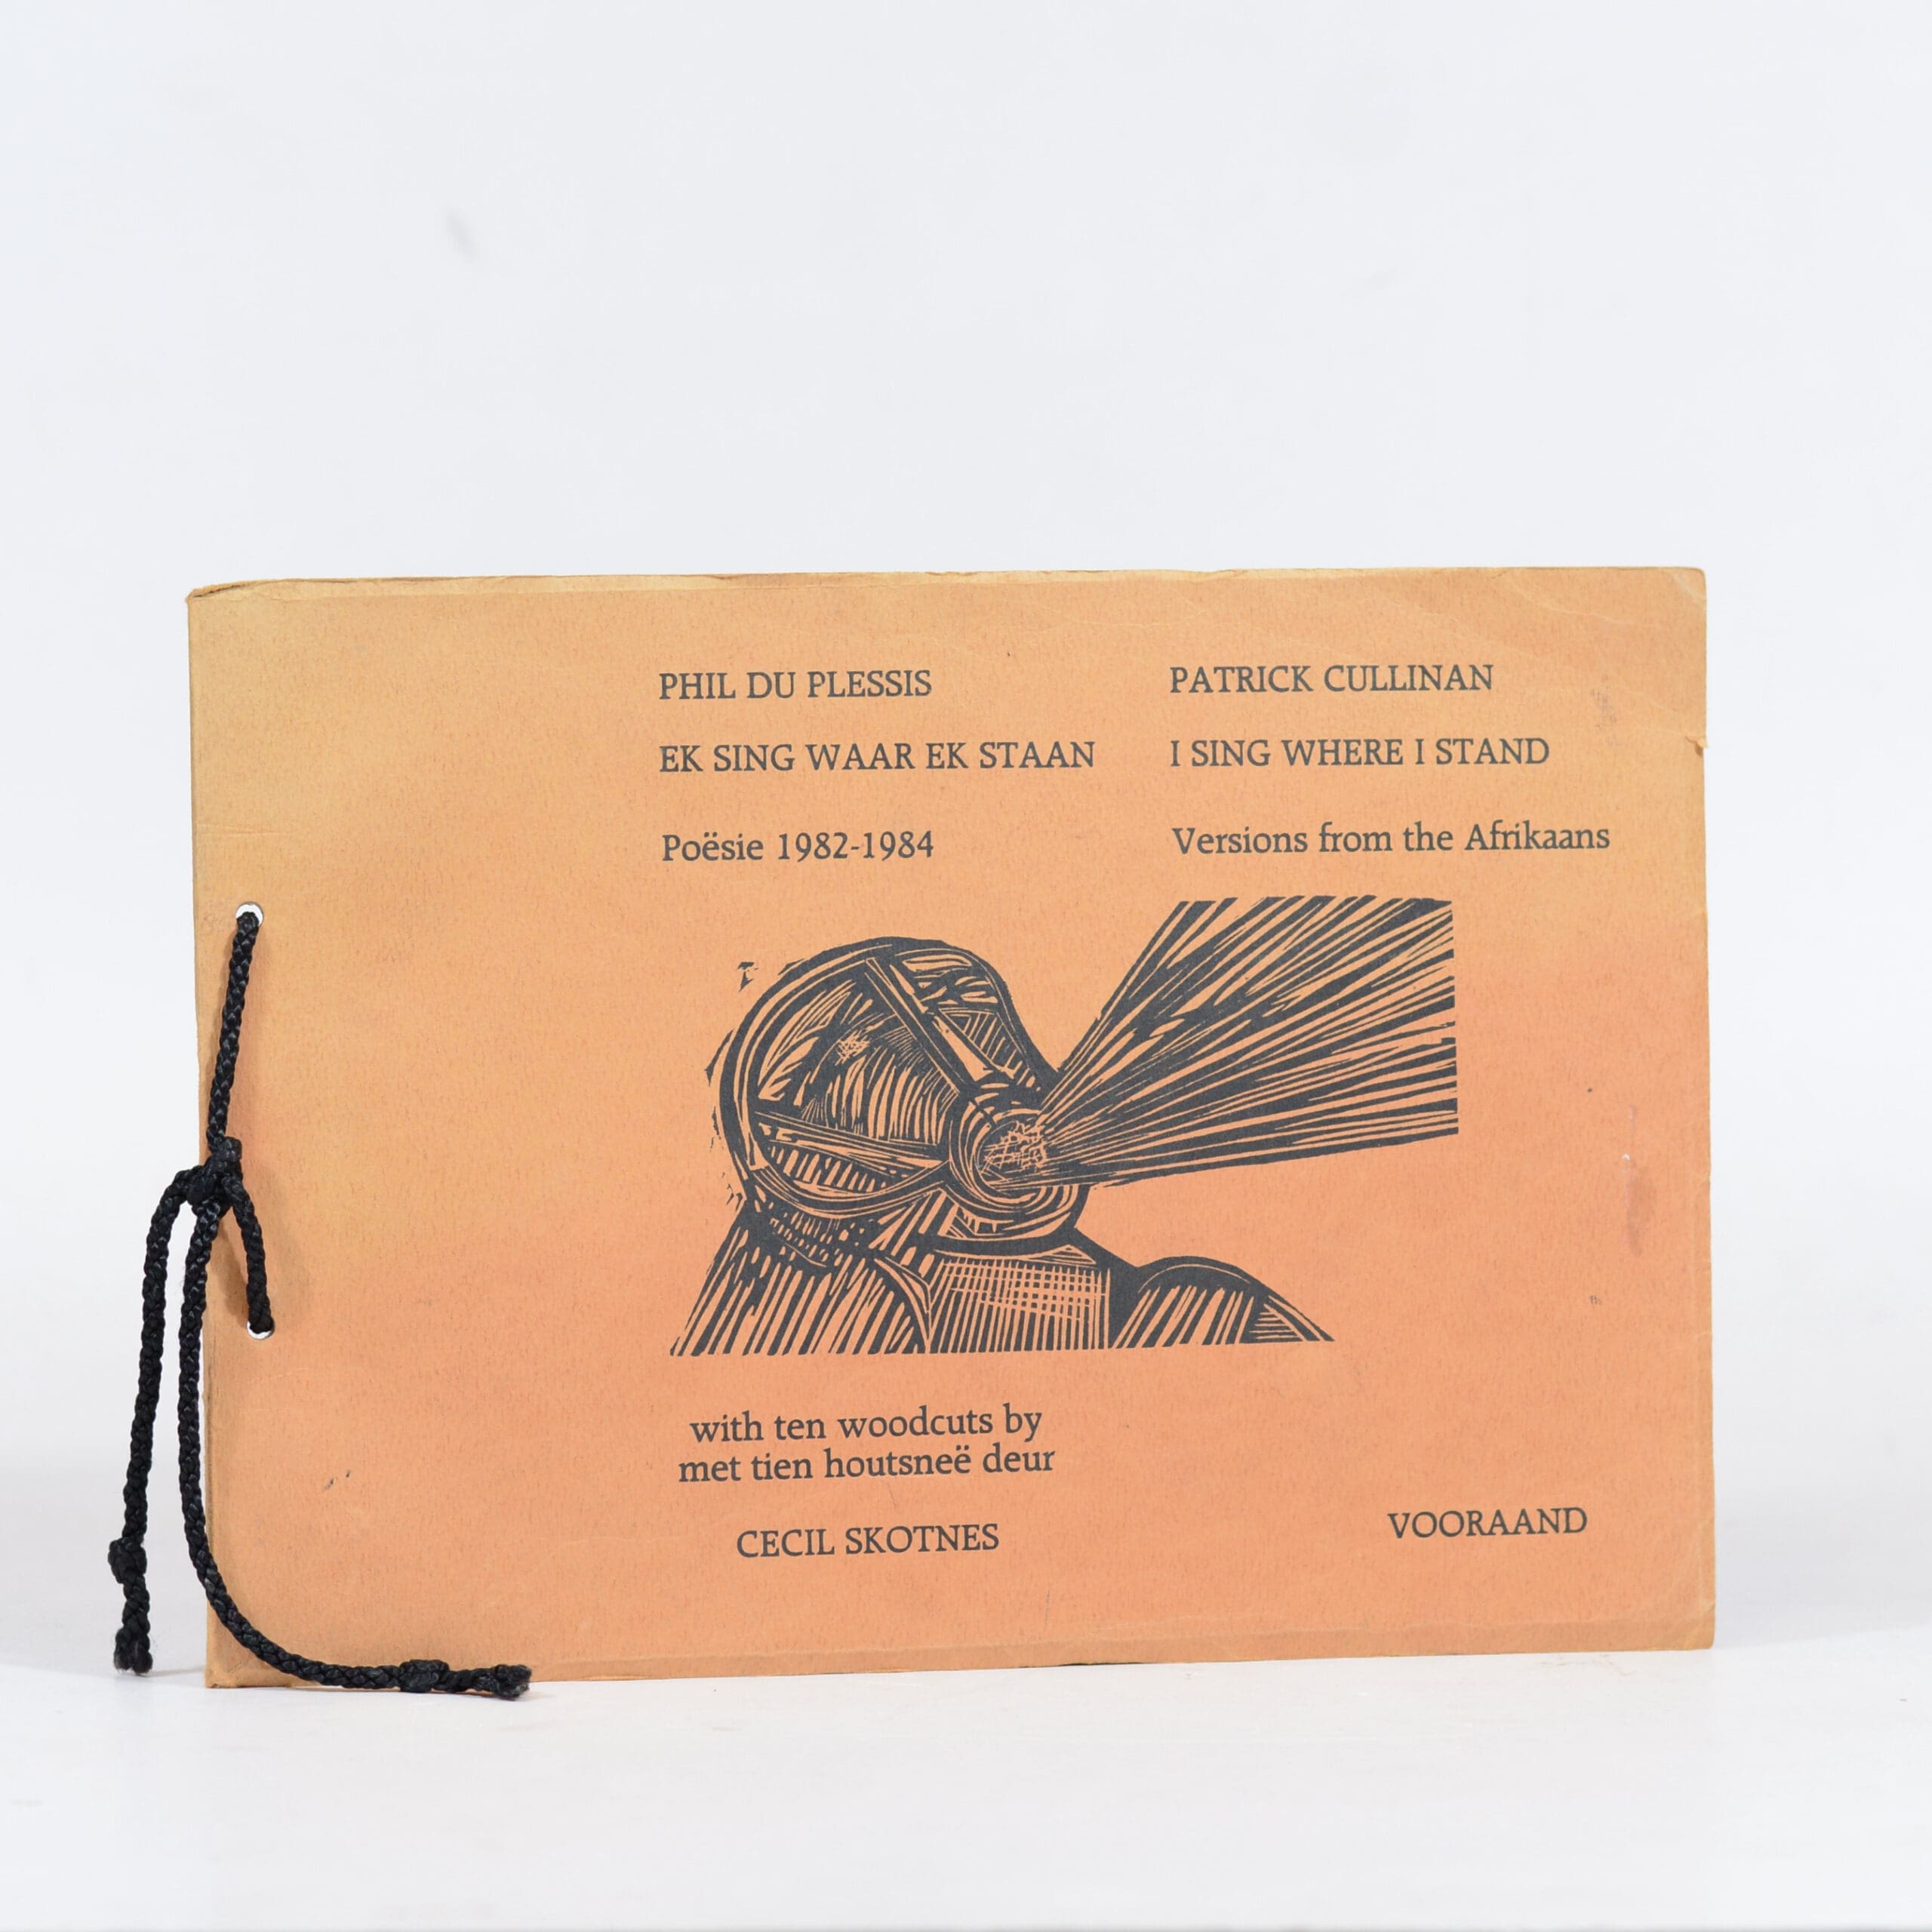 PHIL DU PLESSIS
EK SING WAAR EK STAAN
Poësie 1982-1984
PATRICK CULLINAN
I SING WHERE I STAND
Versions from the Afrikaans
with ten woodcuts by
met tien houtsneë deur
CECIL SKOTNES
VOORAAND